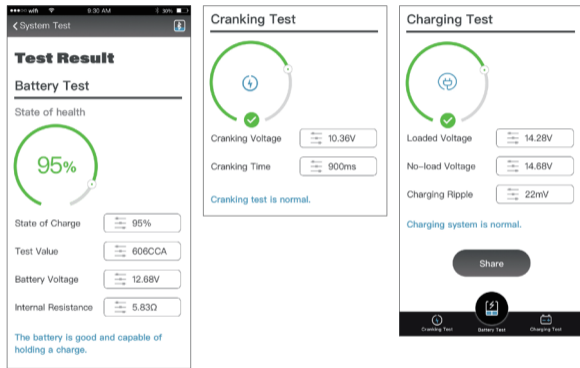 wifi
9:30 AM
30%
System Test
Test Result
Battery Test
State of health
95%
State of Charge 95%
Test Value 606CCA
Battery Voltage 12.68V
Internal Resistance 5.83Ω
The battery is good and capable of
holding a charge.
Cranking Test
Cranking Voltage 10.36V
Cranking Time 900ms
Cranking test is normal.
Charging Test
Loaded Voltage 14.28V
No-load Voltage 14.68V
Charging Ripple 22mV
Charging system is normal.
Share
Cranking Test Battery Test Charging Test